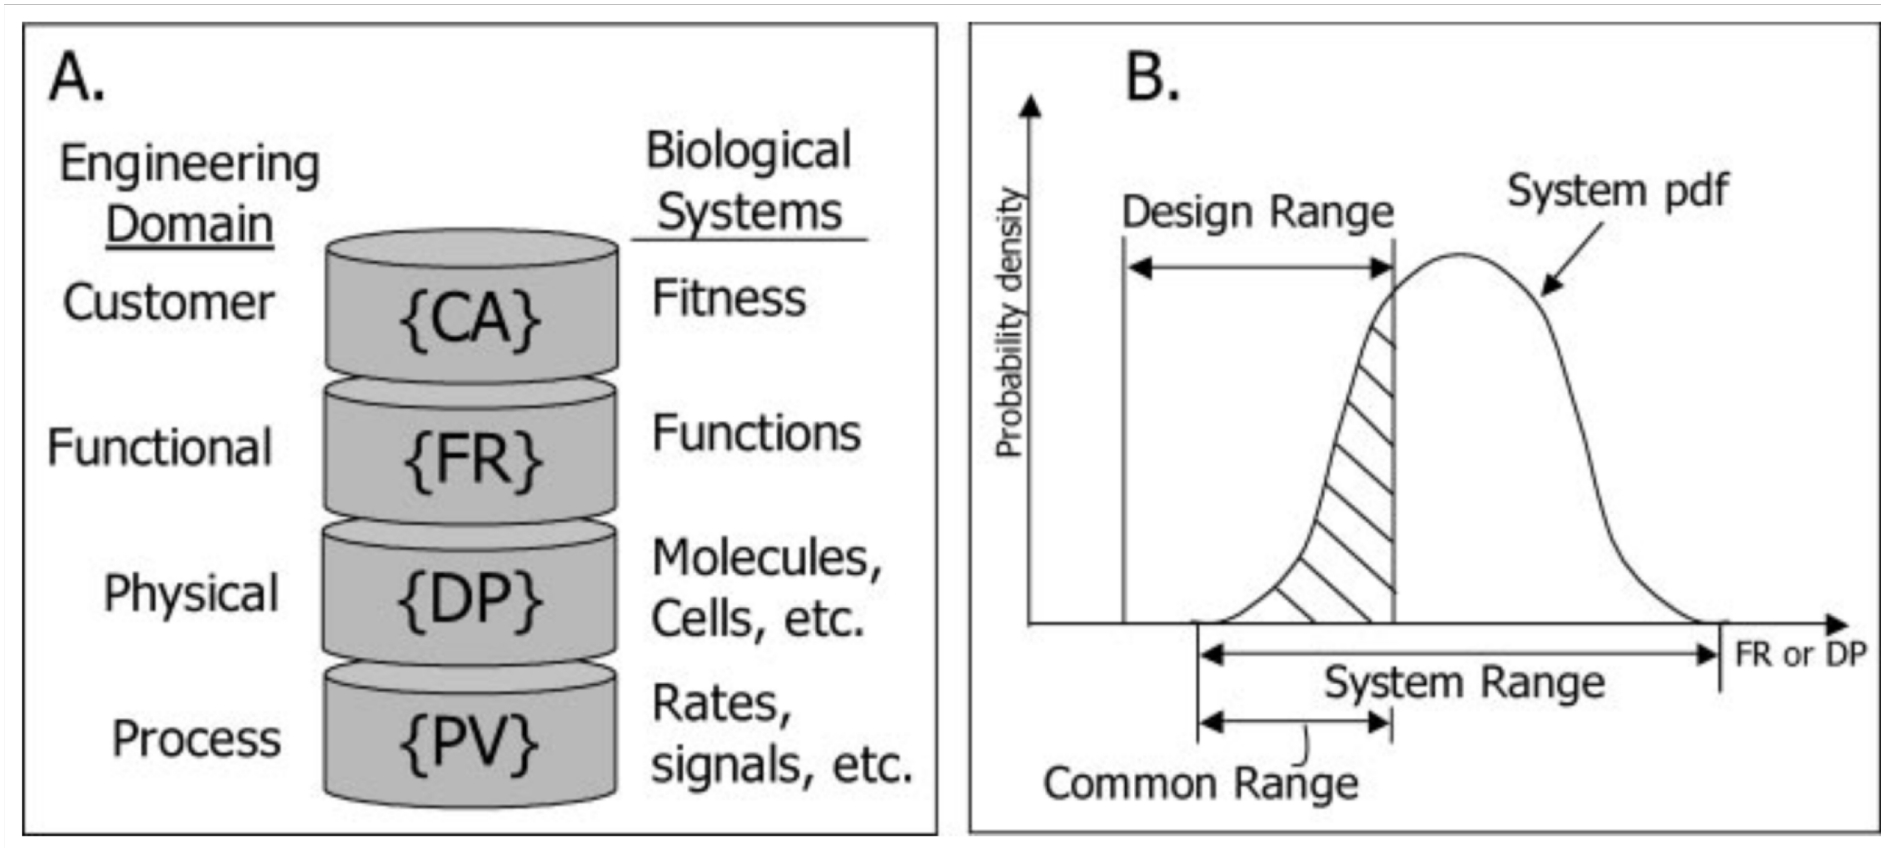 A.
Engineering
Domain
Biological
Systems
Customer
{CA}
Fitness
Functional
{FR}
Functions
Physical
{DP}
Molecules,
Cells, etc.
Process
{PV}
Rates,
signals, etc.
B.
Probability density
Design Range
System pdf
FR or DP
System Range
Common Range